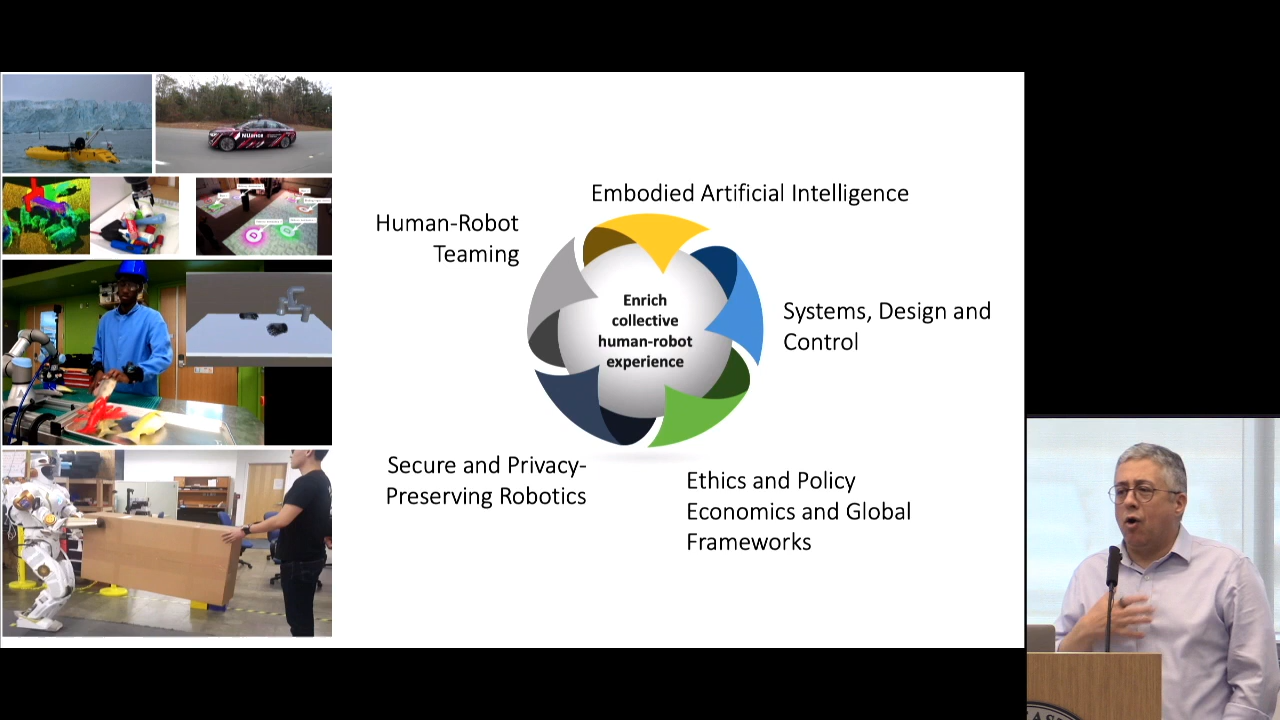 Nuance
Embodied Artificial Intelligence
Human-Robot
Teaming
Enrich
collective
human-robot
experience
Systems, Design and
Control
Secure and Privacy-
Preserving Robotics
Ethics and Policy
Economics and Global
Frameworks